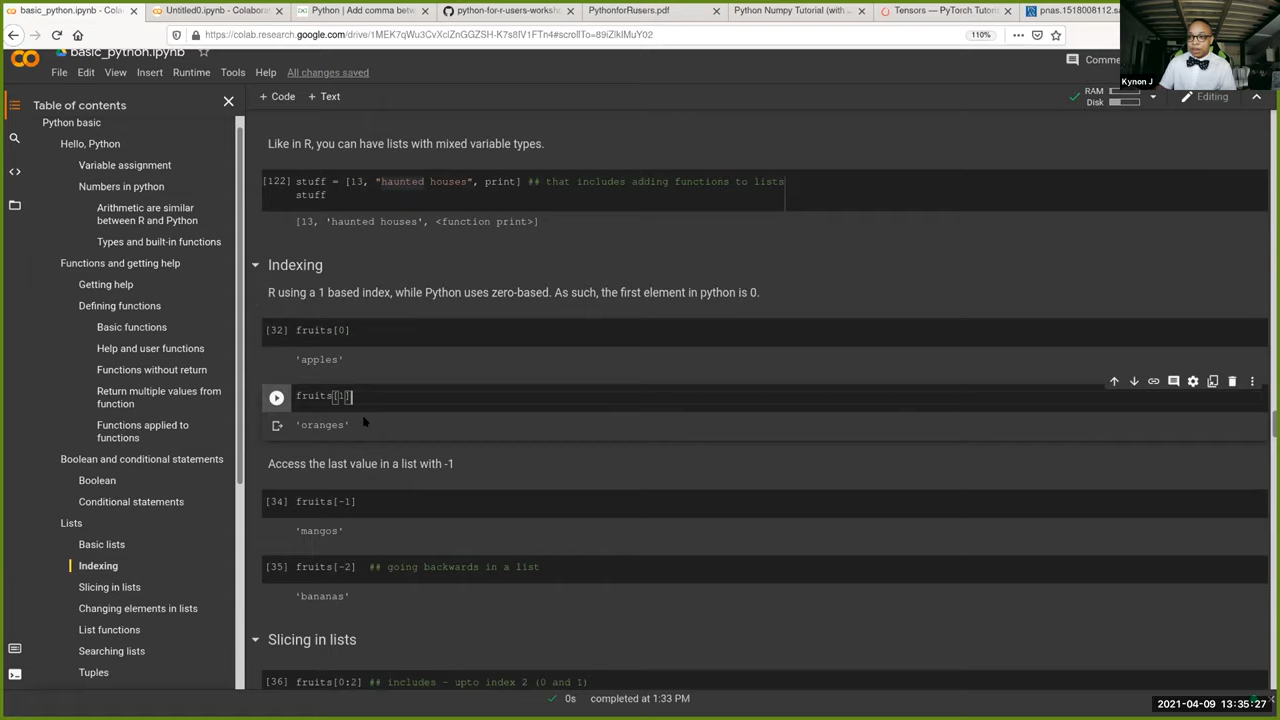 basic_python.ipynb - Cola
Untitled0.ipynb - Colaborat
Python | Add comma betw
python-for-r-users-worksh
PythonforRusers.pdf
Python Numpy Tutorial (with
Tensors — PyTorch Tutoria
pnas.1518008112.sa
https://colab.research.google.com/drive/1MEK7qWu3CvXclZnGGZSH-K7s8IV1FTn4#scrollTo=89iZlkIMuY02
110%
Kynon J
basic_python.ipynb
File Edit View Insert Runtime Tools Help All changes saved
Comme
+ Code + Text
RAM
Disk
Editing
Table of contents
Python basic
Hello, Python
Variable assignment
Numbers in python
Arithmetic are similar
between R and Python
Types and built-in functions
Functions and getting help
Getting help
Defining functions
Basic functions
Help and user functions
Functions without return
Return multiple values from
function
Functions applied to
functions
Boolean and conditional statements
Boolean
Conditional statements
Lists
Basic lists
Indexing
Slicing in lists
Changing elements in lists
List functions
Searching lists
Tuples
Like in R, you can have lists with mixed variable types.
[122] stuff = [13, "haunted houses", print] ## that includes adding functions to lists
stuff
[13, 'haunted houses', <function print>]
Indexing
R using a 1 based index, while Python uses zero-based. As such, the first element in python is 0.
[32] fruits[0]
'apples'
fruits[1]
'oranges'
Access the last value in a list with -1
[34] fruits[-1]
'mangos'
[35] fruits[-2] ## going backwards in a list
'bananas'
Slicing in lists
[36] fruits[0:2] ## includes - upto index 2 (0 and 1)
0s completed at 1:33 PM
2021-04-09 13:35:27